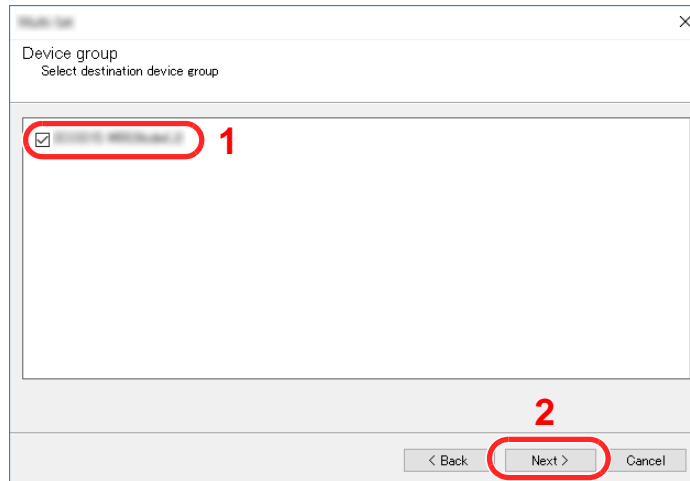 Device group
Select destination device group
1
2
< Back
Next >
Cancel